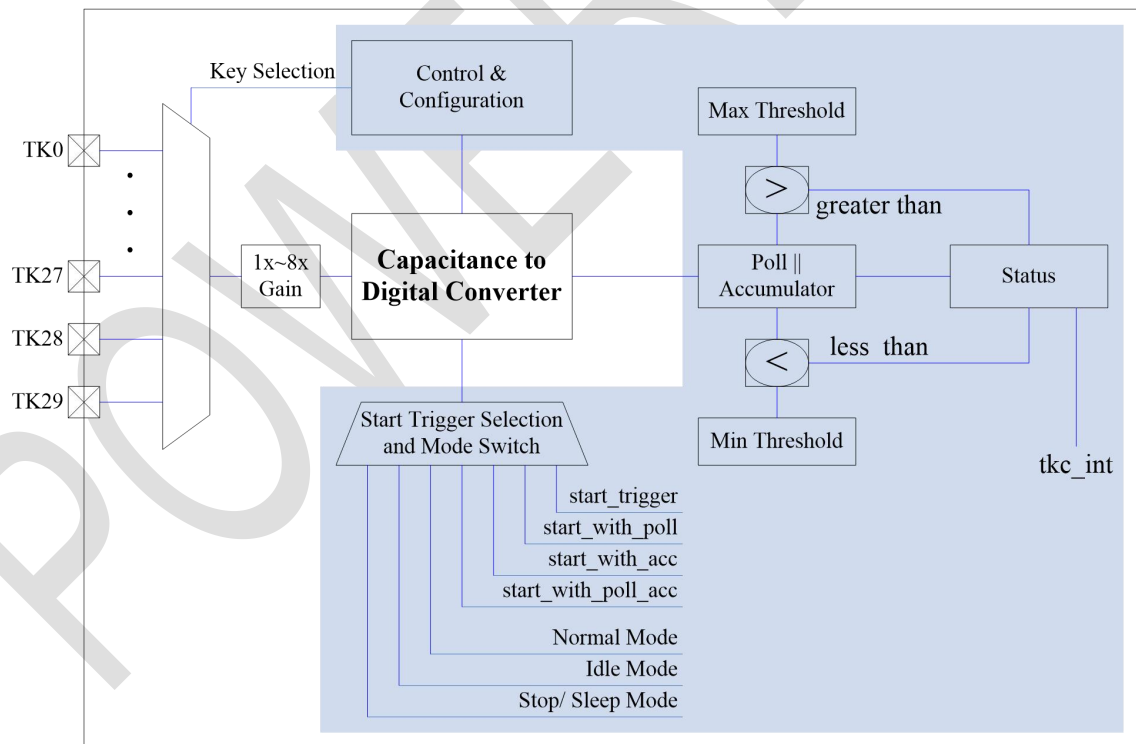 Key Selection
Control &
Configuration
Max Threshold
TK0
>
greater than
1x~8x
Gain
Capacitance to
Digital Converter
Poll ||
Accumulator
Status
TK27
TK28
<
less than
TK29
Start Trigger Selection
and Mode Switch
Min Threshold
tkc_int
start_trigger
start_with_poll
start_with_acc
start_with_poll_acc
Normal Mode
Idle Mode
Stop/ Sleep Mode